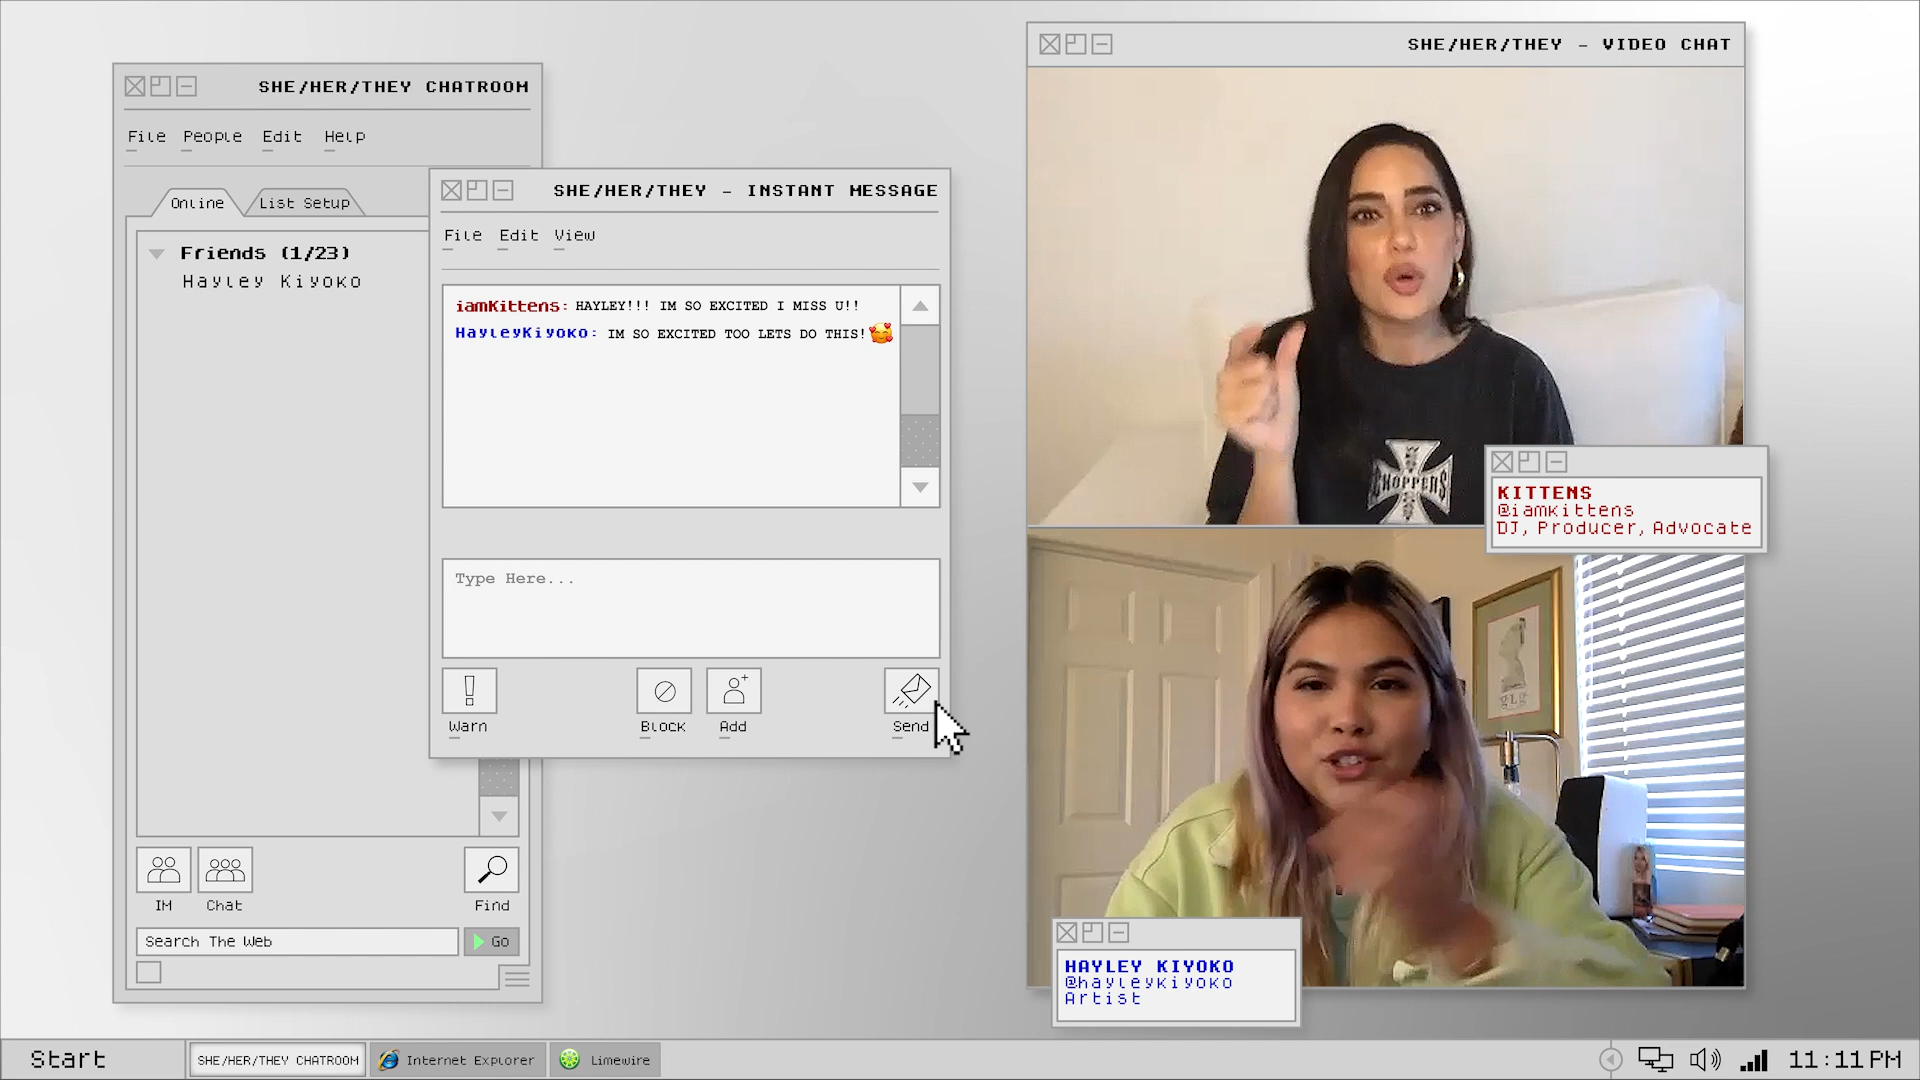 SHE/HER/THEY CHATROOM
File People Edit Help
Online List Setup
Friends (1/23)
Hayley Kiyoko
IM Chat Find
Search The Web Go
SHE/HER/THEY - INSTANT MESSAGE
File Edit View
iamKittens: HAYLEY!!! IM SO EXCITED I MISS U!!
HayleyKiyoko: IM SO EXCITED TOO LETS DO THIS!🥰
Type Here...
Warn Block Add Send
SHE/HER/THEY - VIDEO CHAT
CHOPPERS
KITTENS
@iamkittens
DJ, Producer, Advocate
glg
HAYLEY KIYOKO
@hayleykiyoko
Artist
Start SHE/HER/THEY CHATROOM Internet Explorer Limewire 11:11 PM